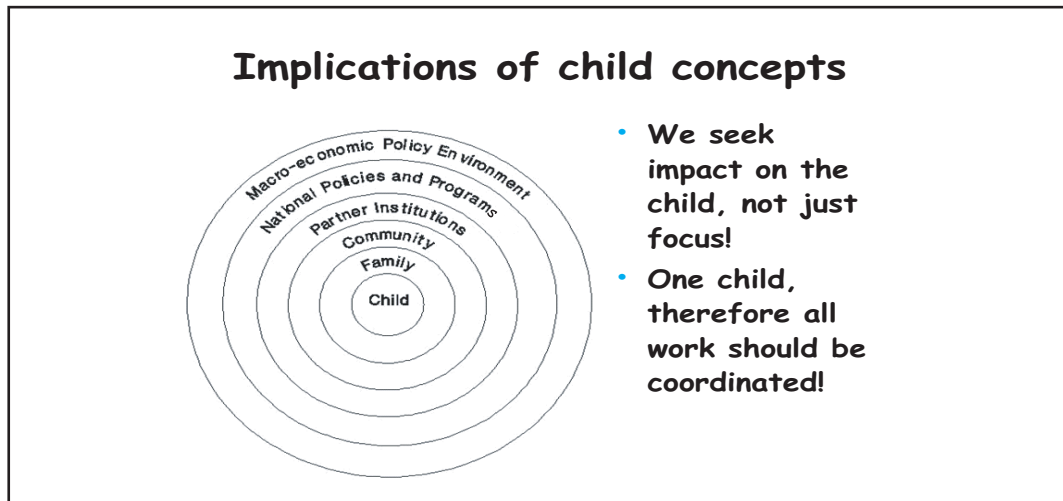 Implications of child concepts
Macro-economic Policy Environment
National Policies and Programs
Partner Institutions
Community
Family
Child
• We seek
impact on the
child, not just
focus!
• One child,
therefore all
work should be
coordinated!